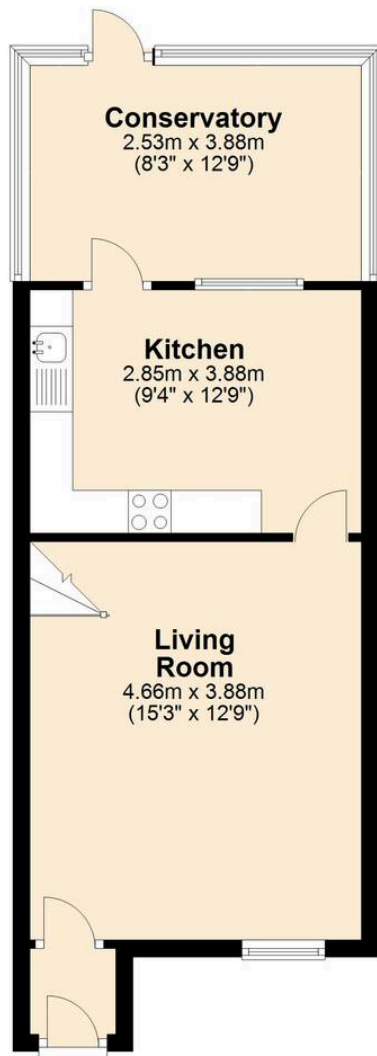 Conservatory
2.53m x 3.88m
(8'3" x 12'9")
Kitchen
2.85m x 3.88m
(9'4" x 12'9")
Living
Room
4.66m x 3.88m
(15'3" x 12'9")